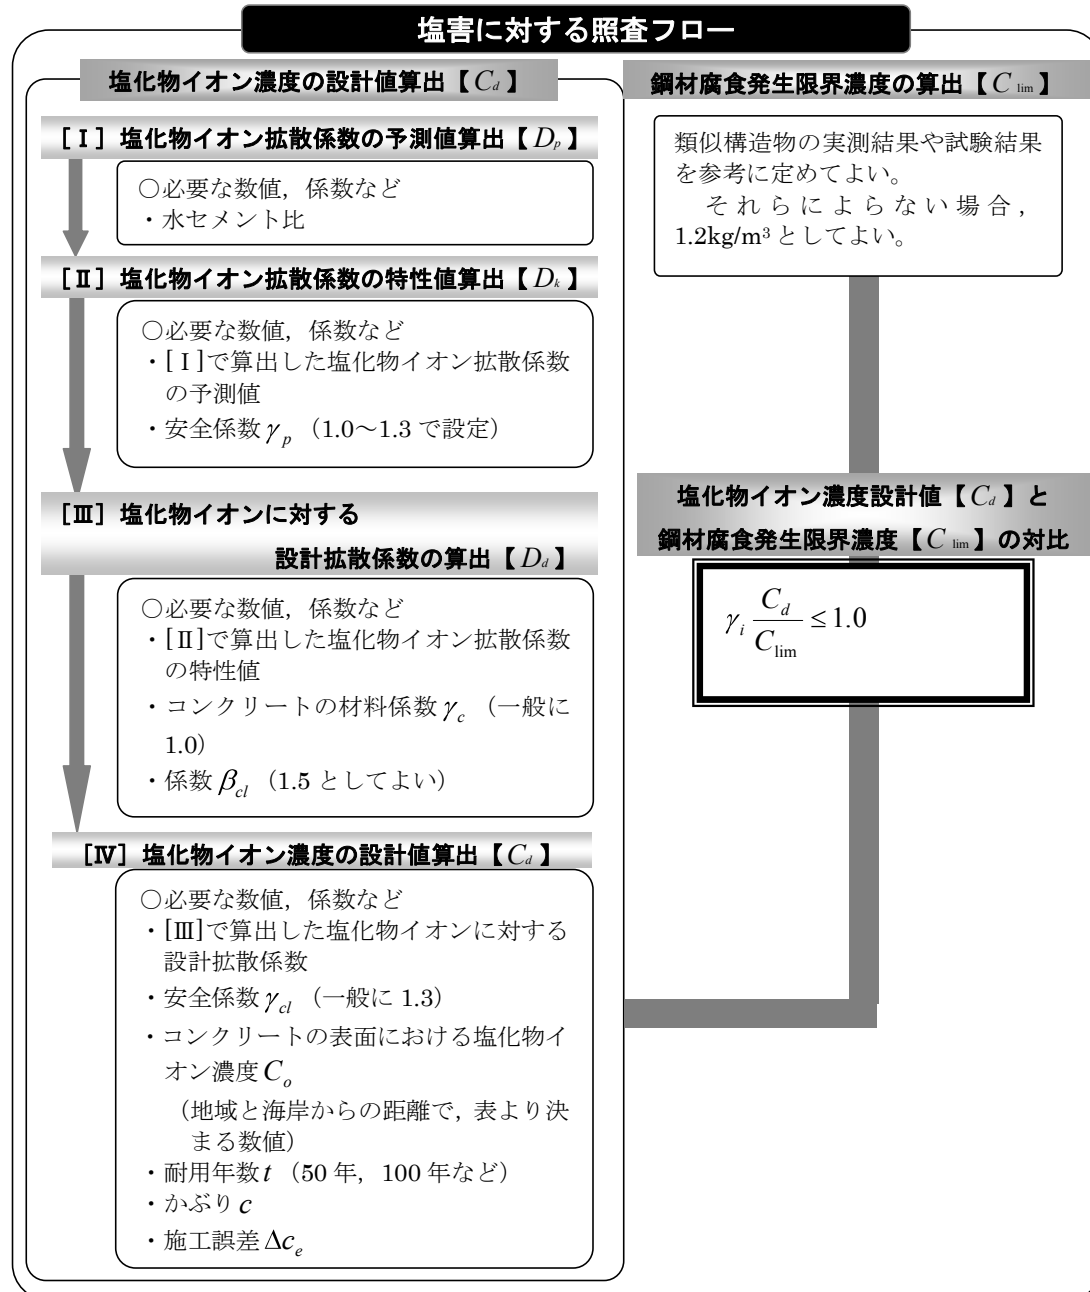 塩害に対する照査フロー
塩化物イオン濃度の設計値算出【C_d】
[Ⅰ] 塩化物イオン拡散係数の予測値算出【D_p】
○必要な数値，係数など
・水セメント比
[Ⅱ] 塩化物イオン拡散係数の特性値算出【D_k】
○必要な数値，係数など
・[Ⅰ]で算出した塩化物イオン拡散係数
の予測値
・安全係数γ_p（1.0～1.3 で設定）
[Ⅲ] 塩化物イオンに対する
設計拡散係数の算出【D_d】
○必要な数値，係数など
・[Ⅱ]で算出した塩化物イオン拡散係数
の特性値
・コンクリートの材料係数γ_c（一般に
1.0）
・係数β_cl（1.5 としてよい）
[Ⅳ] 塩化物イオン濃度の設計値算出【C_d】
○必要な数値，係数など
・[Ⅲ]で算出した塩化物イオンに対する
設計拡散係数
・安全係数γ_cl（一般に 1.3）
・コンクリートの表面における塩化物イ
オン濃度C_o
（地域と海岸からの距離で，表より決
まる数値）
・耐用年数t（50 年，100 年など）
・かぶりc
・施工誤差Δc_e
鋼材腐食発生限界濃度の算出【C_lim】
類似構造物の実測結果や試験結果
を参考に定めてよい。
それらによらない場合，
1.2kg/m³ としてよい。
塩化物イオン濃度設計値【C_d】と
鋼材腐食発生限界濃度【C_lim】の対比
γ_i C_d/C_lim ≤ 1.0